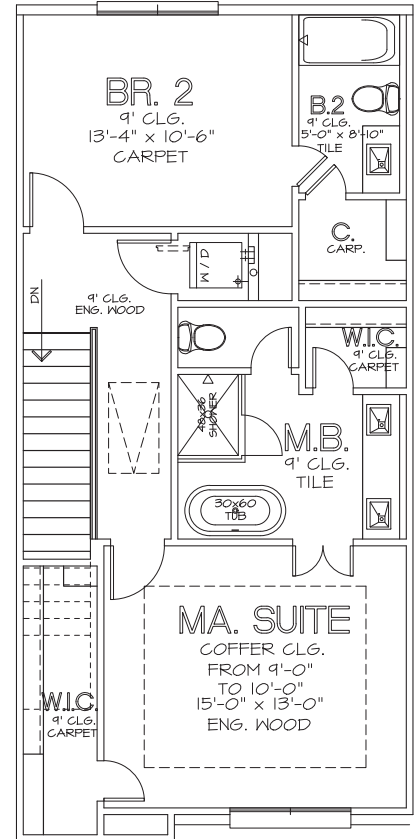 BR. 2
9' CLG.
13'-4" x 10'-6"
CARPET
B.2
9' CLG.
5'-0" x 8'-10"
TILE
C.
CARP.
W/D
DN
9' CLG.
ENG. WOOD
W.I.C.
9' CLG.
CARPET
48x36
SHOWER
M.B.
9' CLG.
TILE
30x60
TUB
MA. SUITE
COFFER CLG.
FROM 9'-0"
TO 10'-0"
15'-0" x 13'-0"
ENG. WOOD
W.I.C.
9' CLG.
CARPET